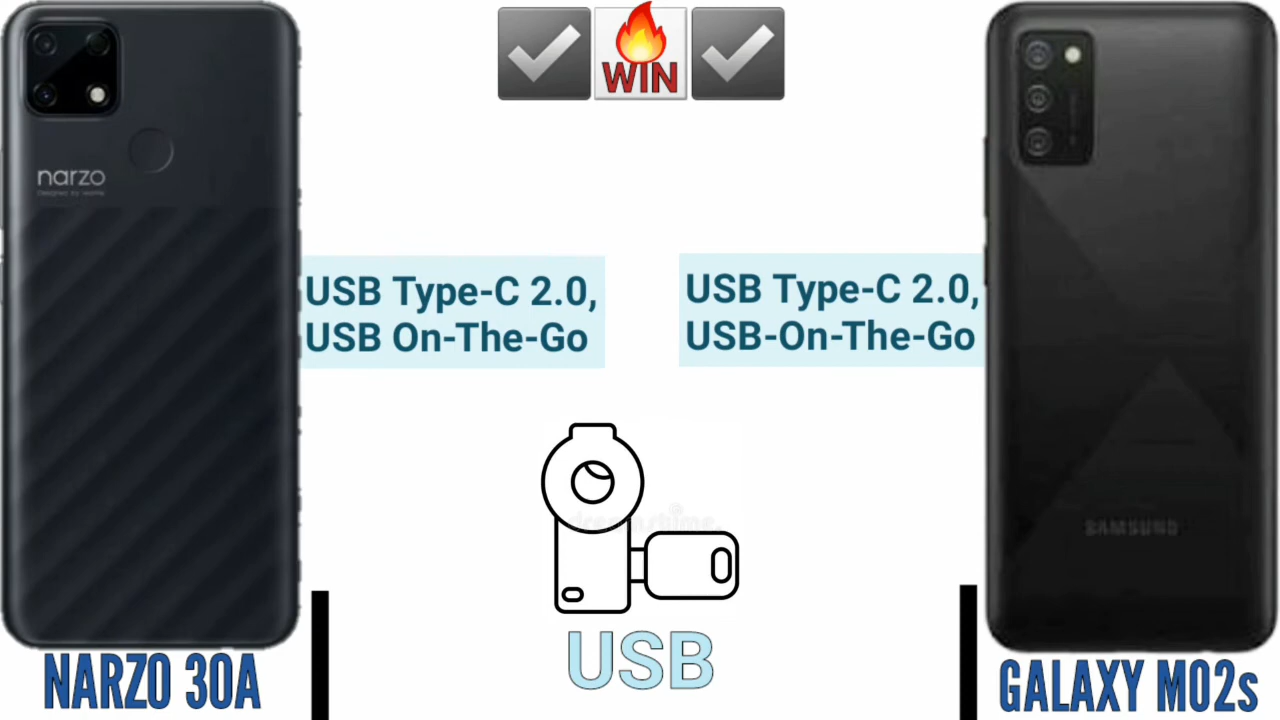 WIN
narzo
USB Type-C 2.0,
USB On-The-Go
USB Type-C 2.0,
USB-On-The-Go
SAMSUNG
dreamstime.
USB
NARZO 30A
GALAXY M02s